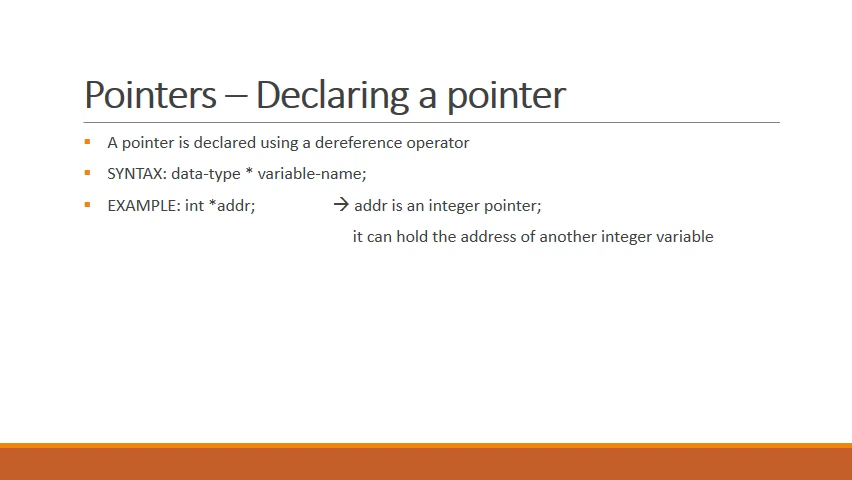 Pointers – Declaring a pointer
A pointer is declared using a dereference operator
SYNTAX: data-type * variable-name;
EXAMPLE: int *addr; → addr is an integer pointer;
it can hold the address of another integer variable